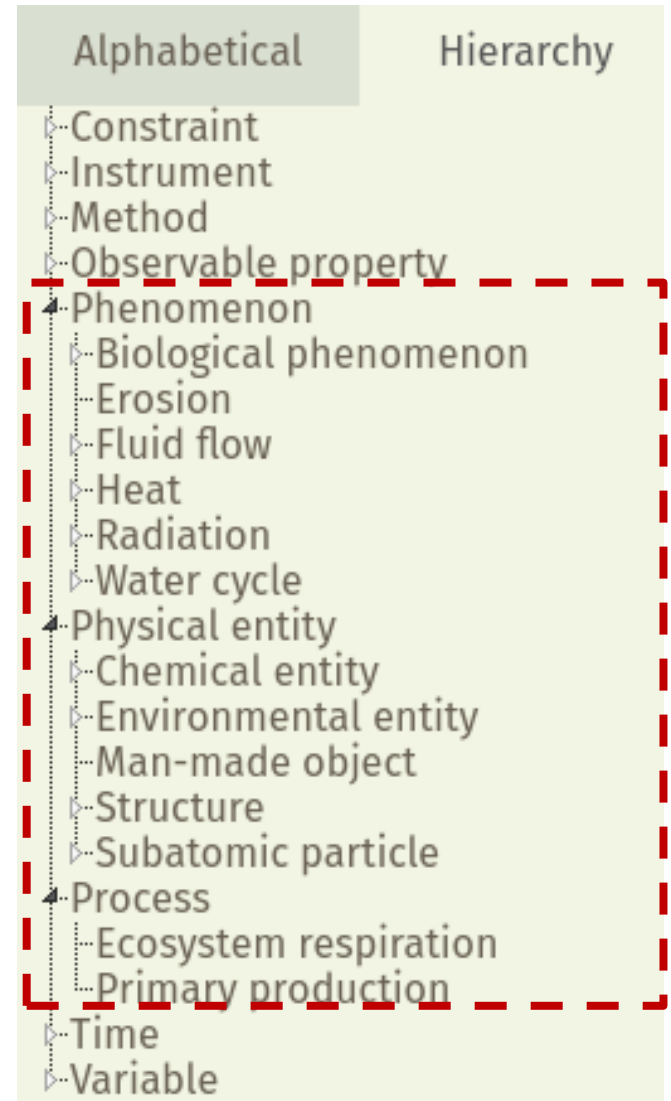 Alphabetical Hierarchy
Constraint
Instrument
Method
Observable property
Phenomenon
Biological phenomenon
Erosion
Fluid flow
Heat
Radiation
Water cycle
Physical entity
Chemical entity
Environmental entity
Man-made object
Structure
Subatomic particle
Process
Ecosystem respiration
Primary production
Time
Variable